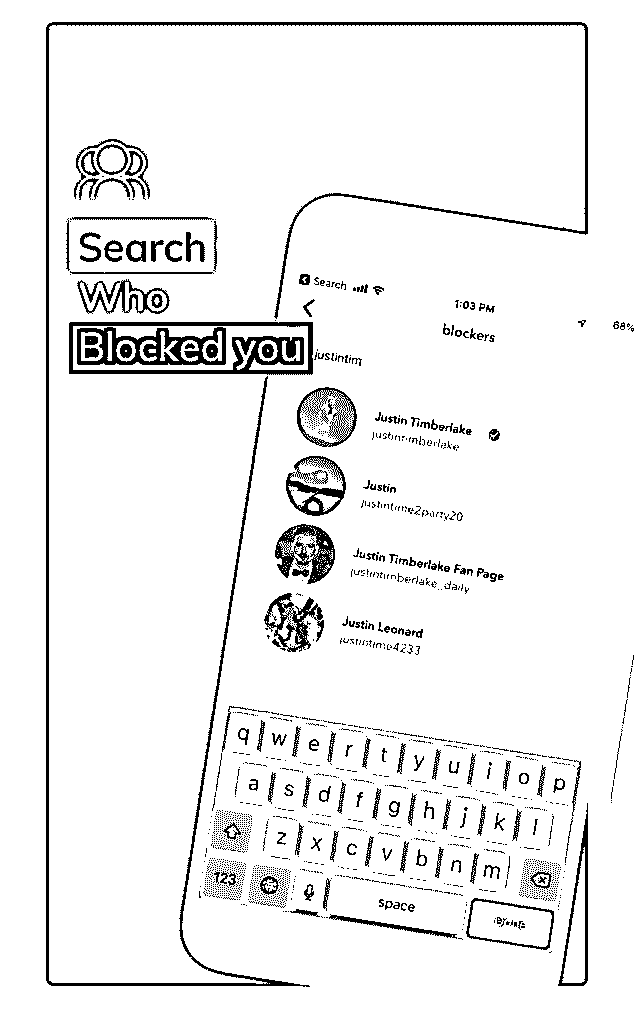 Search
Who
Blocked you
Search
1:03 PM
68%
blockers
justintim
Justin Timberlake
justintimberlake
Justin
justintime2party20
Justin Timberlake Fan Page
justintimberlake_daily
Justin Leonard
justintime4233
q w e r t y u i o p
a s d f g h j k l
z x c v b n m
123
space